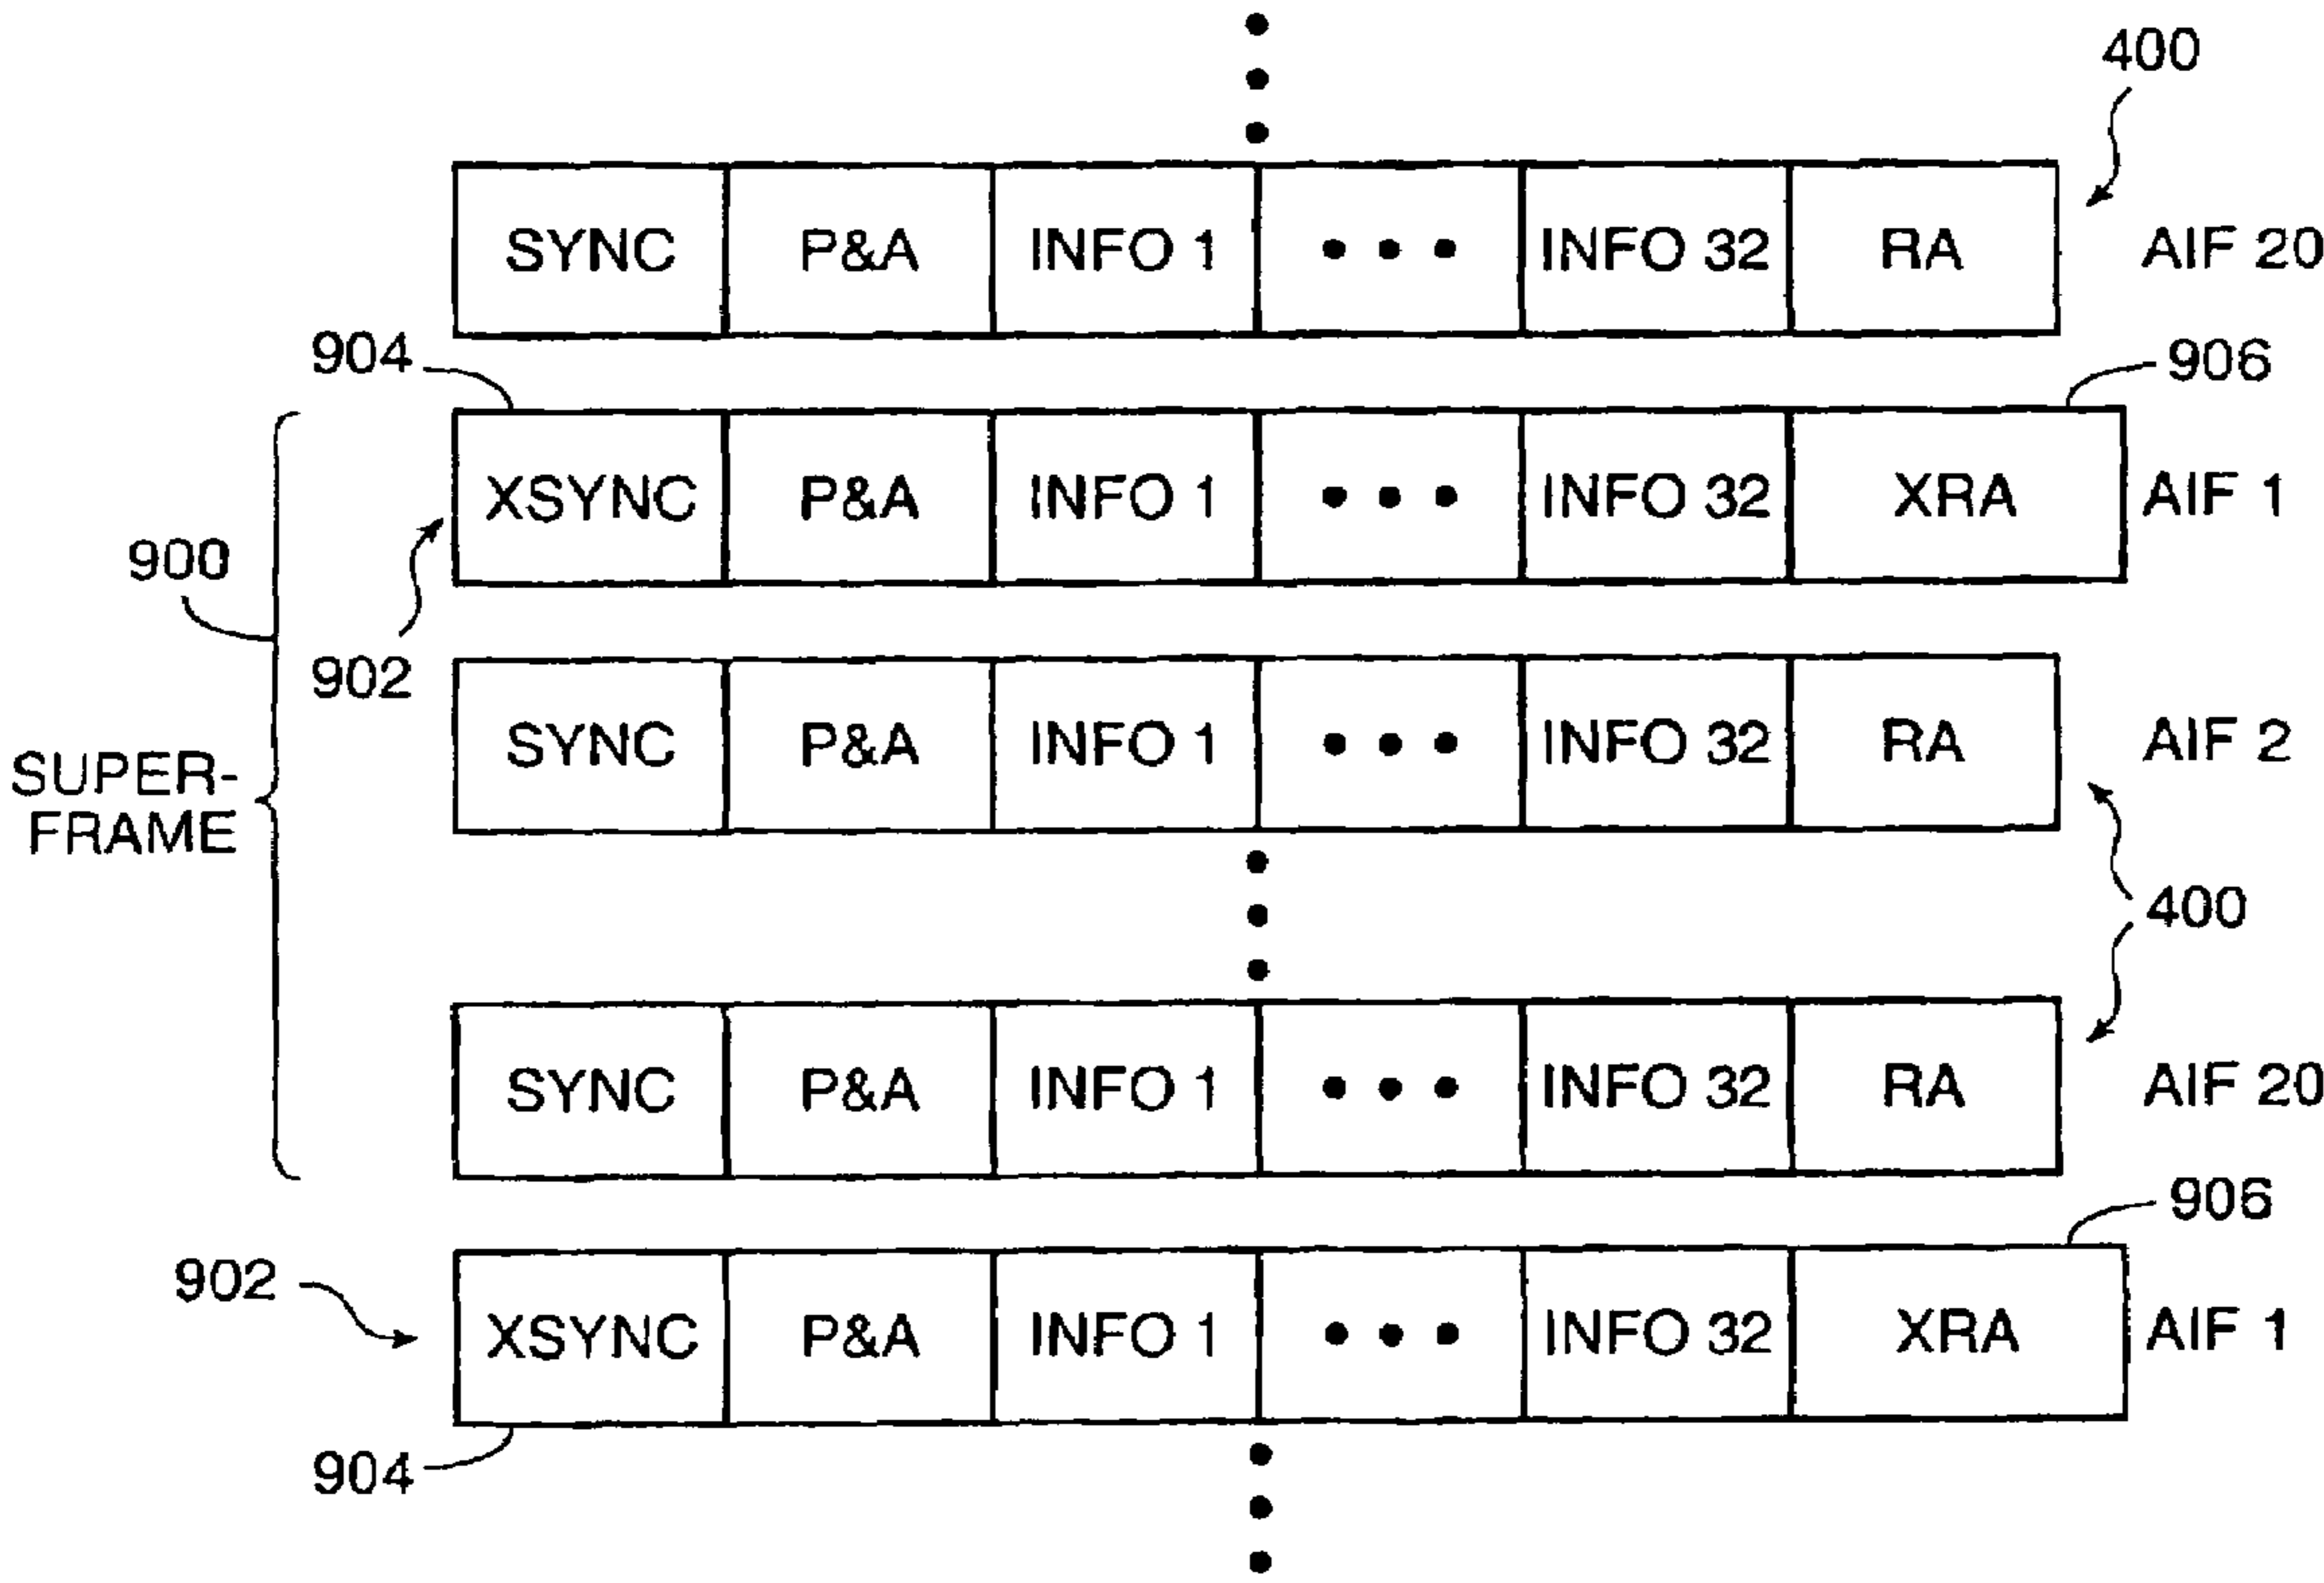 400
SYNC P&A INFO 1 • • • INFO 32 RA AIF 20
904 906
XSYNC P&A INFO 1 • • • INFO 32 XRA AIF 1
900
902
SYNC P&A INFO 1 • • • INFO 32 RA AIF 2
SUPER-
FRAME
400
SYNC P&A INFO 1 • • • INFO 32 RA AIF 20
906
902
XSYNC P&A INFO 1 • • • INFO 32 XRA AIF 1
904